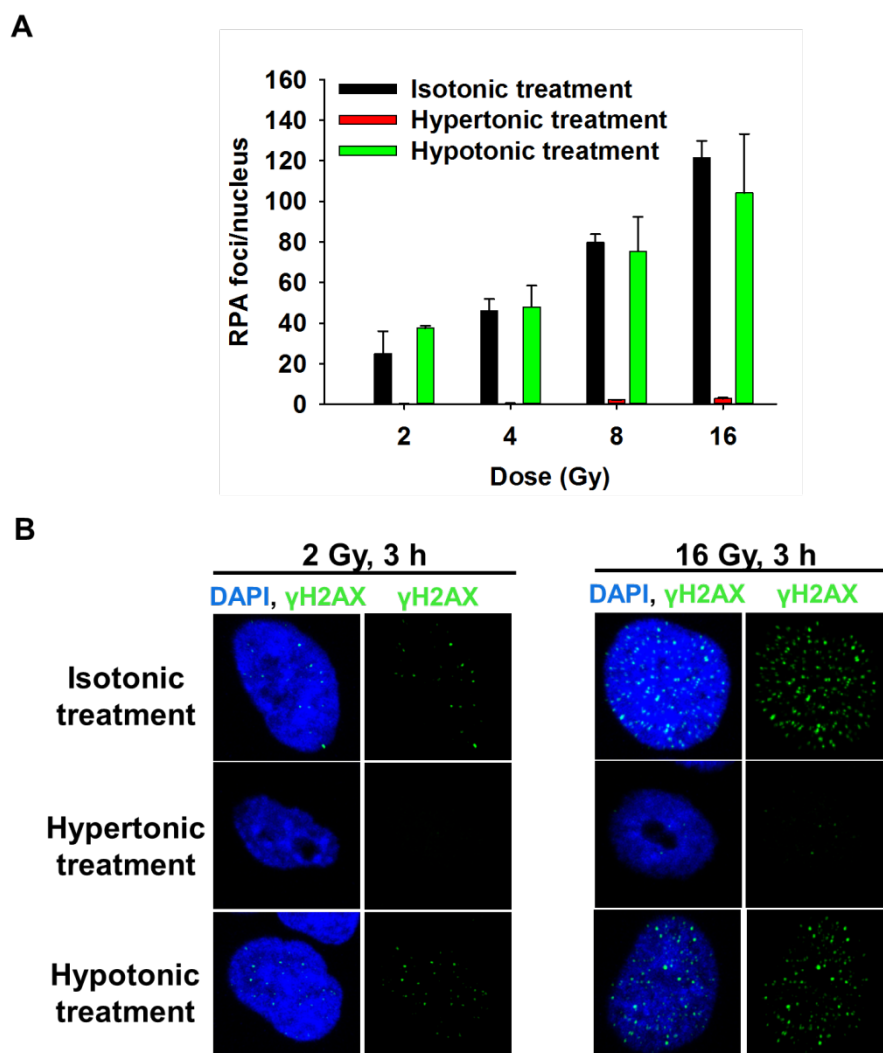 A
160
140
120
100
80
60
40
20
0
RPA foci/nucleus
Isotonic treatment
Hypertonic treatment
Hypotonic treatment
2 4 8 16
Dose (Gy)
B
2 Gy, 3 h 16 Gy, 3 h
DAPI, γH2AX γH2AX DAPI, γH2AX γH2AX
Isotonic
treatment
Hypertonic
treatment
Hypotonic
treatment